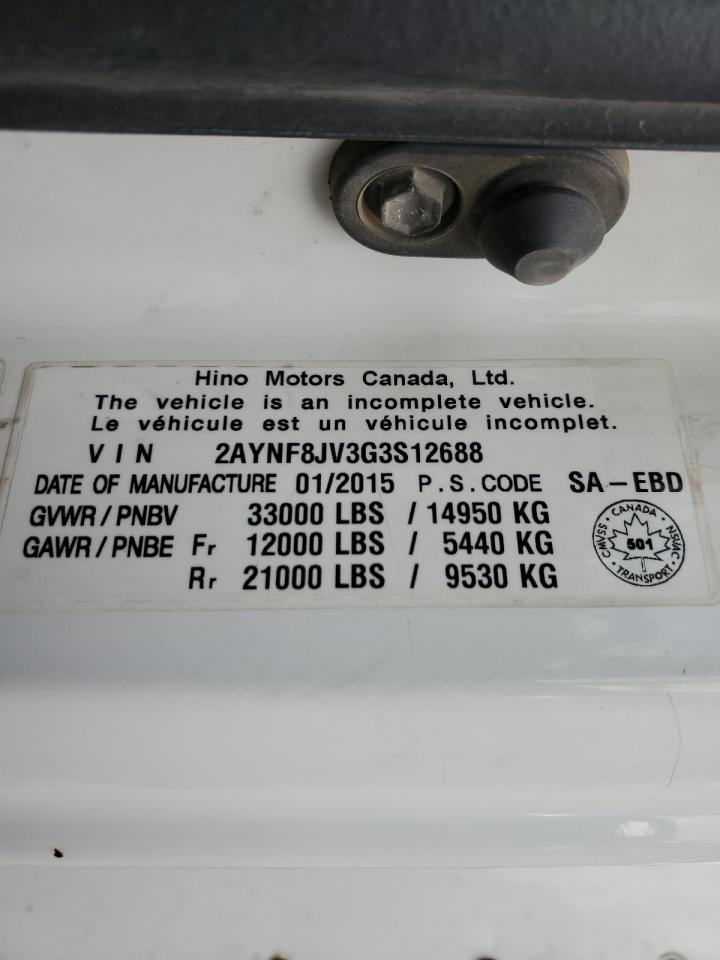 Hino Motors Canada, Ltd.
The vehicle is an incomplete vehicle.
Le véhicule est un véhicule incomplet.
VIN 2AYNF8JV3G3S12688
DATE OF MANUFACTURE 01/2015 P.S.CODE SA-EBD
GVWR/PNBV 33000 LBS / 14950 KG
GAWR/PNBE Fr 12000 LBS / 5440 KG
Rr 21000 LBS / 9530 KG
CANADA
CMVSS 501 NSVAC
TRANSPORT